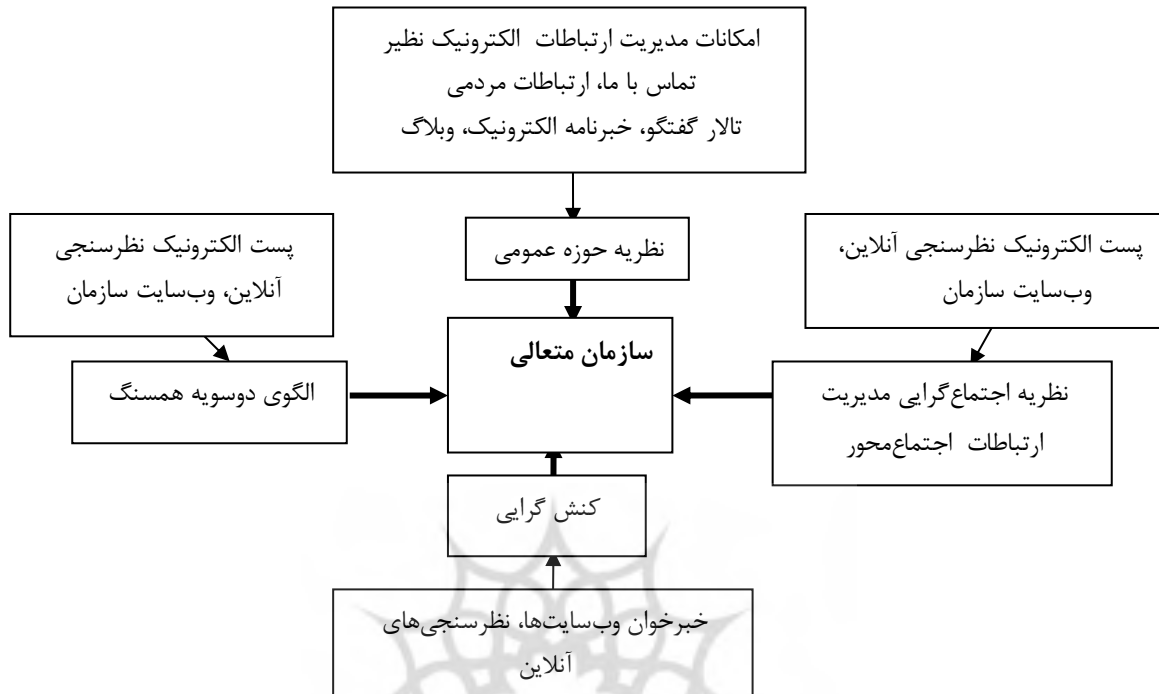 امکانات مدیریت ارتباطات الکترونیک نظیر
تماس با ما، ارتباطات مردمی
تالار گفتگو، خبرنامه الکترونیک، وبلاگ
نظریه حوزه عمومی
پست الکترونیک نظرسنجی آنلاین،
وب‌سایت سازمان
پست الکترونیک نظرسنجی
آنلاین، وب‌سایت سازمان
سازمان متعالی
نظریه اجتماع‌گرایی مدیریت
ارتباطات اجتماع‌محور
الگوی دوسویه همسنگ
کنش گرایی
خبرخوان وب‌سایت‌ها، نظرسنجی‌های
آنلاین